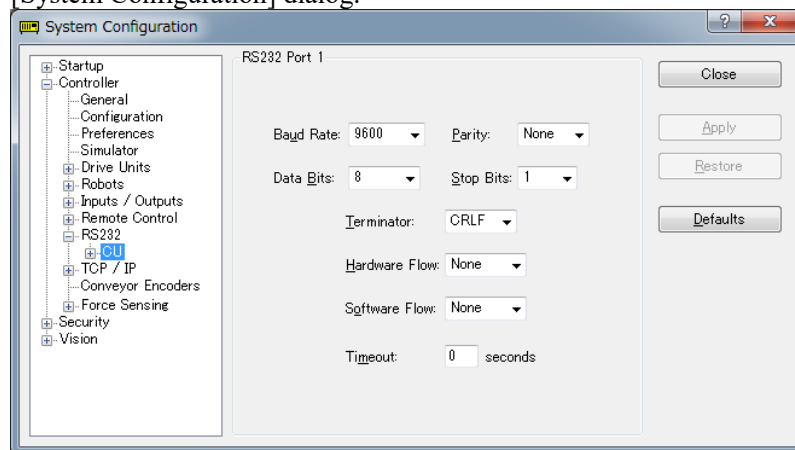 [System Configuration] dialog.
System Configuration
Startup
Controller
General
Configuration
Preferences
Simulator
Drive Units
Robots
Inputs / Outputs
Remote Control
RS232
CU
TCP / IP
Conveyor Encoders
Force Sensing
Security
Vision
RS232 Port 1
Baud Rate: 9600 Parity: None
Data Bits: 8 Stop Bits: 1
Terminator: CRLF
Hardware Flow: None
Software Flow: None
Timeout: 0 seconds
Close
Apply
Restore
Defaults